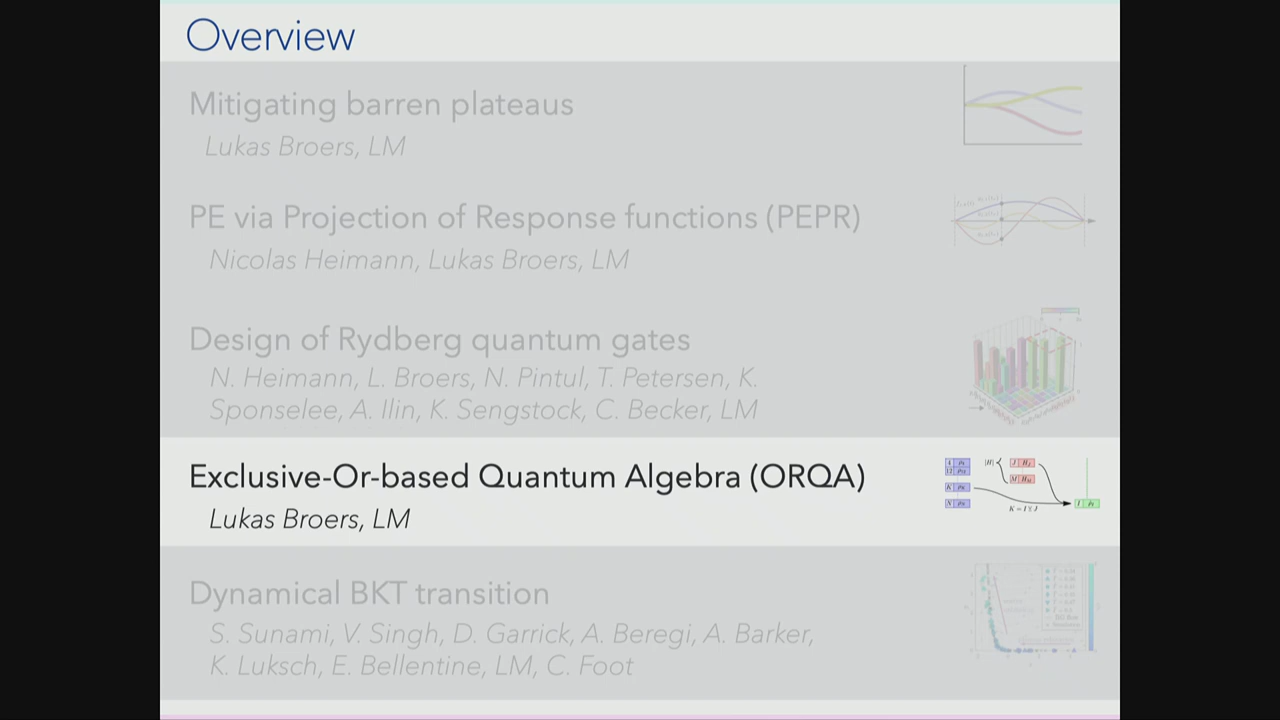 Overview
Mitigating barren plateaus
Lukas Broers, LM
PE via Projection of Response functions (PEPR)
Nicolas Heimann, Lukas Broers, LM
Design of Rydberg quantum gates
N. Heimann, L. Broers, N. Pintul, T. Petersen, K.
Sponselee, A. Ilin, K. Sengstock, C. Becker, LM
Exclusive-Or-based Quantum Algebra (ORQA)
Lukas Broers, LM
Dynamical BKT transition
S. Sunami, V. Singh, D. Garrick, A. Beregi, A. Barker,
K. Luksch, E. Bellentine, LM, C. Foot